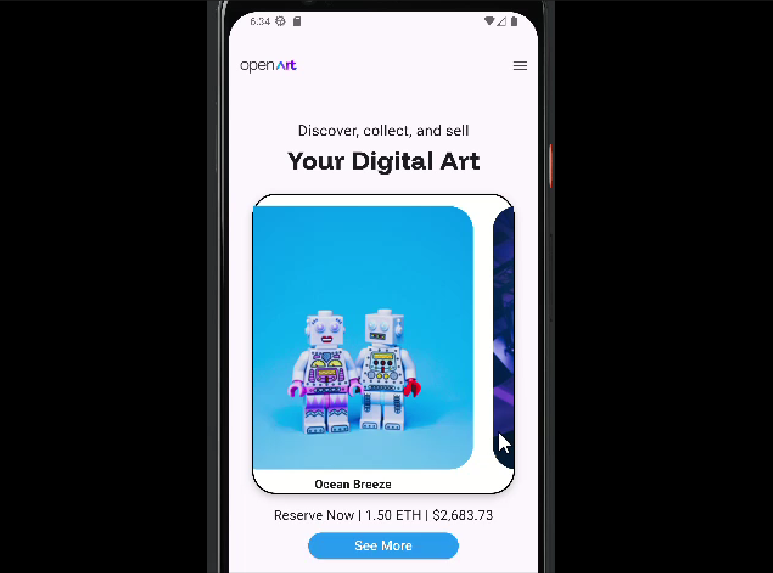 6:34
openArt
Discover, collect, and sell
Your Digital Art
Ocean Breeze
Reserve Now | 1.50 ETH | $2,683.73
See More